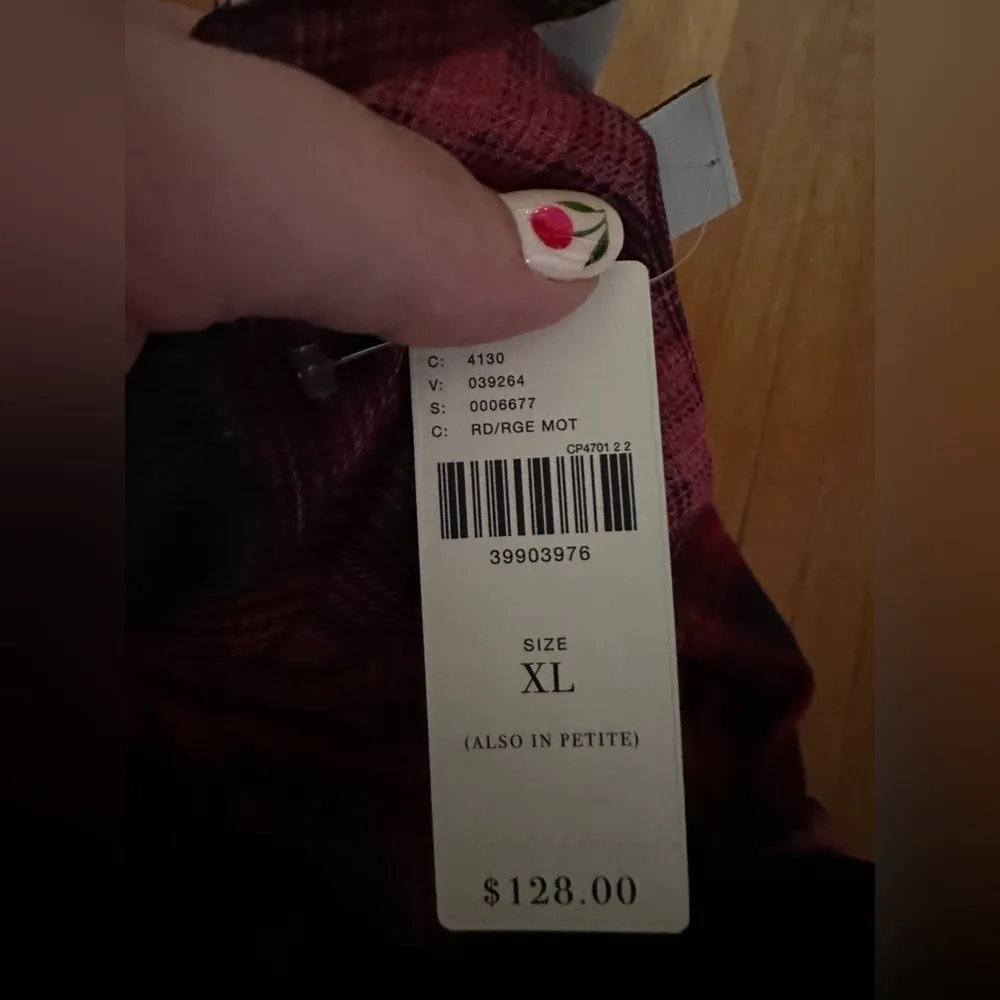 C: 4130
V: 039264
S: 0006677
C: RD/RGE MOT
CP4701 2 2
39903976
SIZE
XL
(ALSO IN PETITE)
$128.00